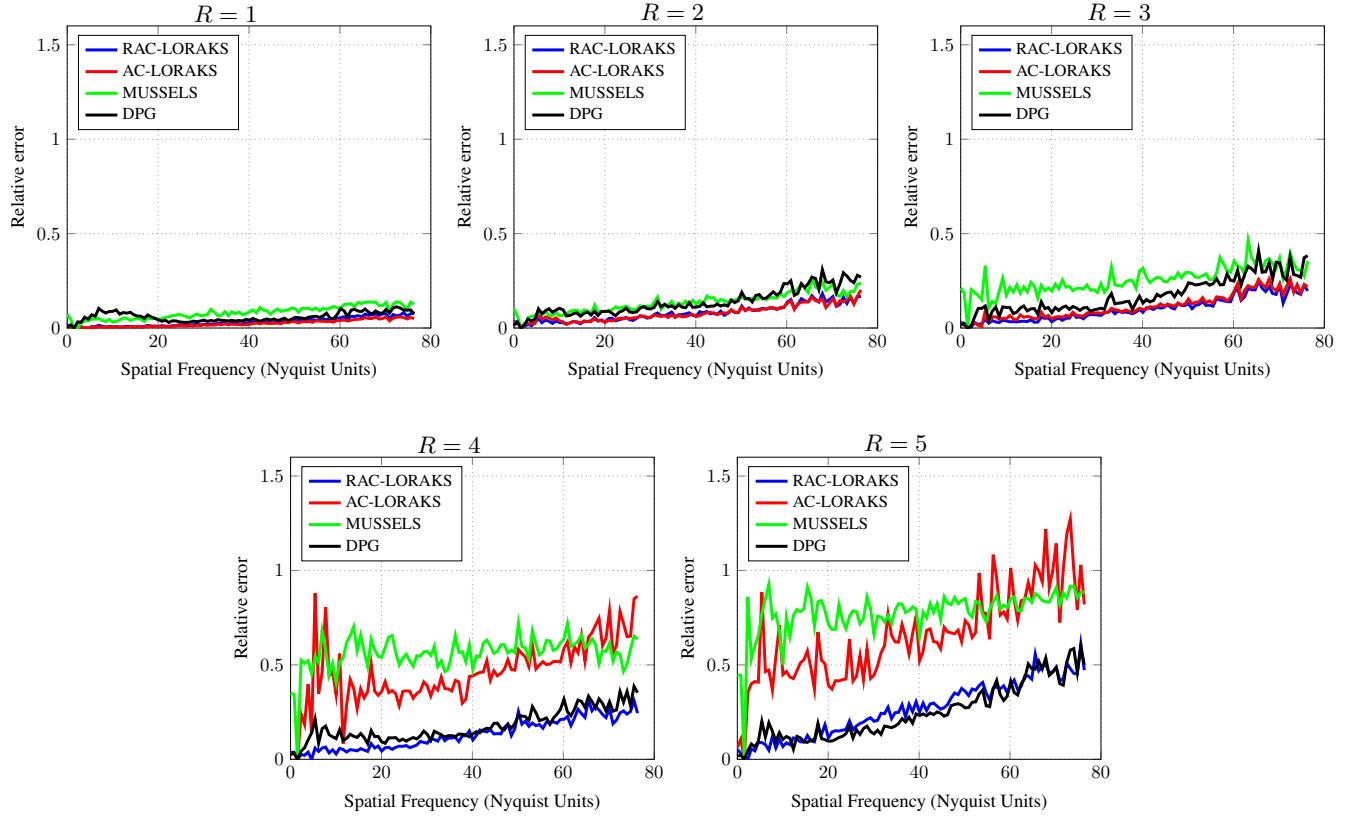 R = 1
1.5
1
0.5
0
0 20 40 60 80
Relative error
Spatial Frequency (Nyquist Units)
RAC-LORAKS
AC-LORAKS
MUSSELS
DPG
R = 2
1.5
1
0.5
0
0 20 40 60 80
Relative error
Spatial Frequency (Nyquist Units)
RAC-LORAKS
AC-LORAKS
MUSSELS
DPG
R = 3
1.5
1
0.5
0
0 20 40 60 80
Relative error
Spatial Frequency (Nyquist Units)
RAC-LORAKS
AC-LORAKS
MUSSELS
DPG
R = 4
1.5
1
0.5
0
0 20 40 60 80
Relative error
Spatial Frequency (Nyquist Units)
RAC-LORAKS
AC-LORAKS
MUSSELS
DPG
R = 5
1.5
1
0.5
0
0 20 40 60 80
Relative error
Spatial Frequency (Nyquist Units)
RAC-LORAKS
AC-LORAKS
MUSSELS
DPG